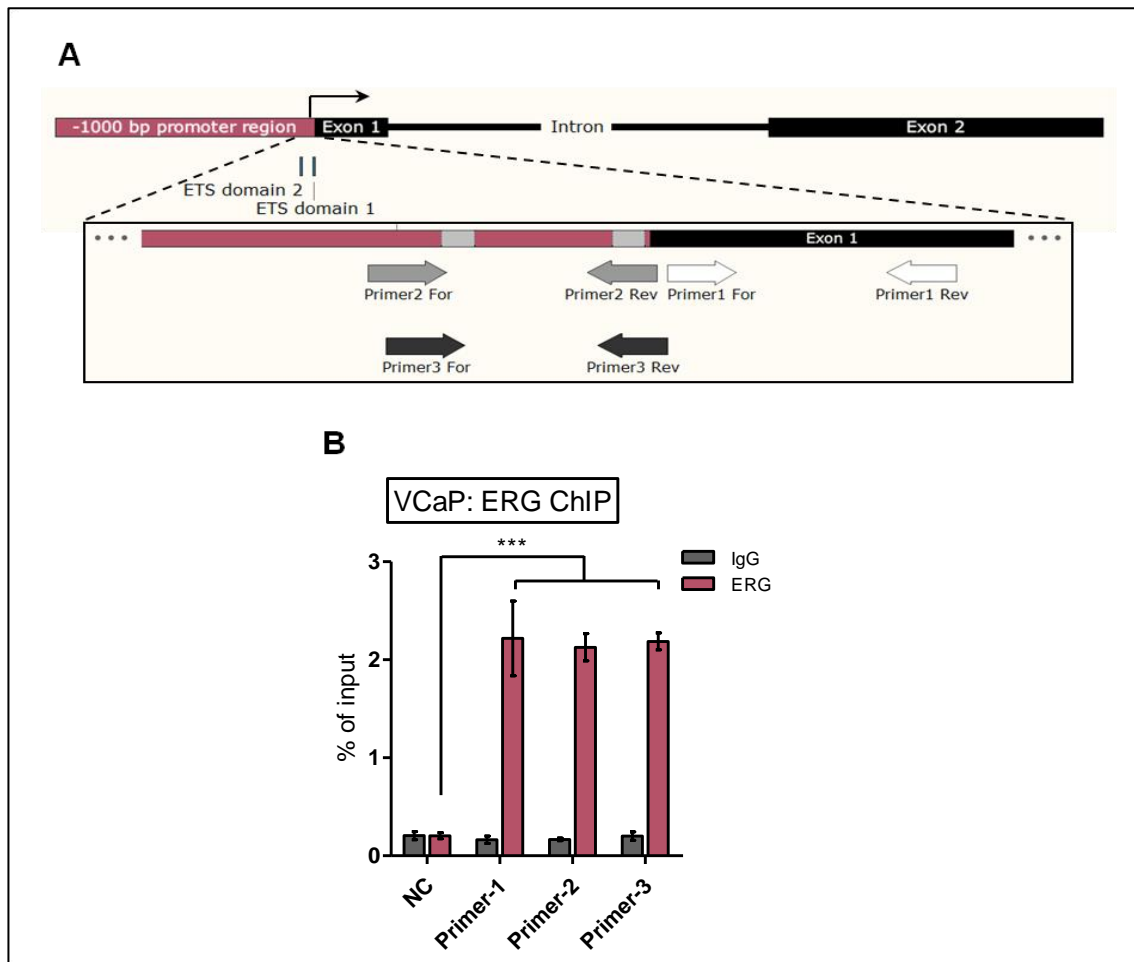 A
-1000 bp promoter region
Exon 1
Intron
Exon 2
ETS domain 2
ETS domain 1
Exon 1
Primer2 For
Primer2 Rev
Primer1 For
Primer1 Rev
Primer3 For
Primer3 Rev
B
VCaP: ERG ChIP
***
IgG
ERG
3
2
1
0
% of input
NC
Primer-1
Primer-2
Primer-3